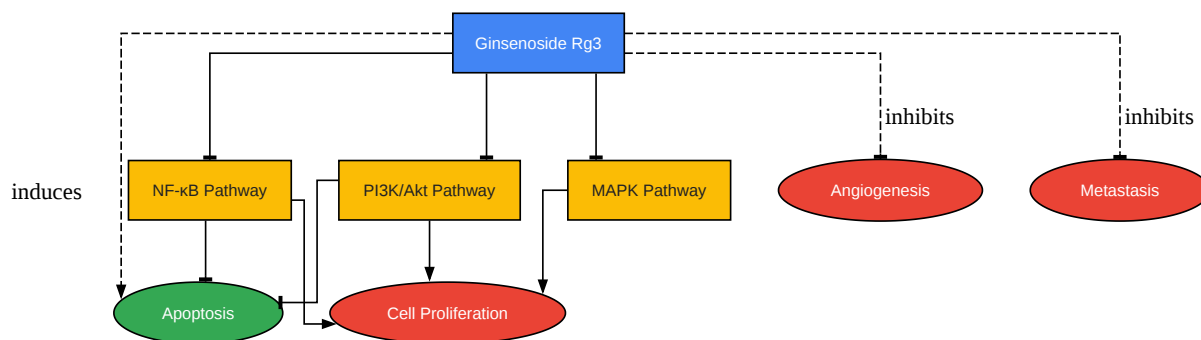 Ginsenoside Rg3
inhibits
inhibits
induces
NF-κB Pathway
PI3K/Akt Pathway
MAPK Pathway
Angiogenesis
Metastasis
Apoptosis
Cell Proliferation